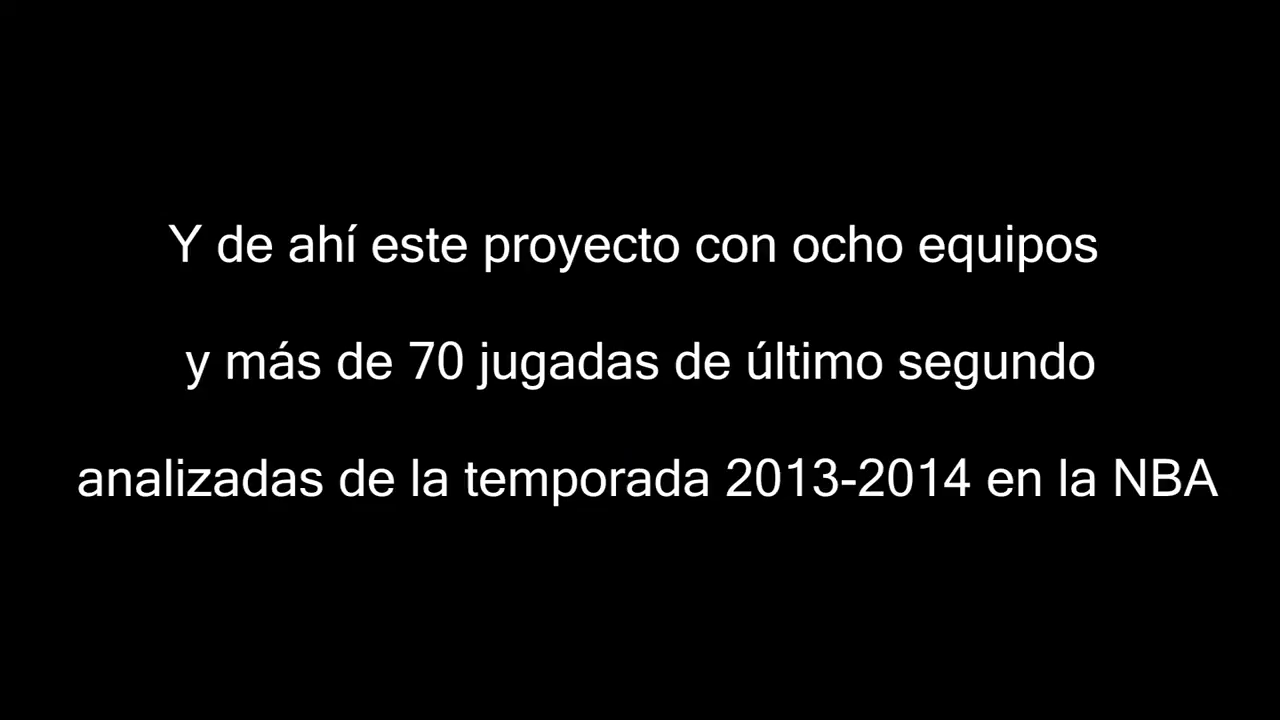 Y de ahí este proyecto con ocho equipos
y más de 70 jugadas de último segundo
analizadas de la temporada 2013-2014 en la NBA